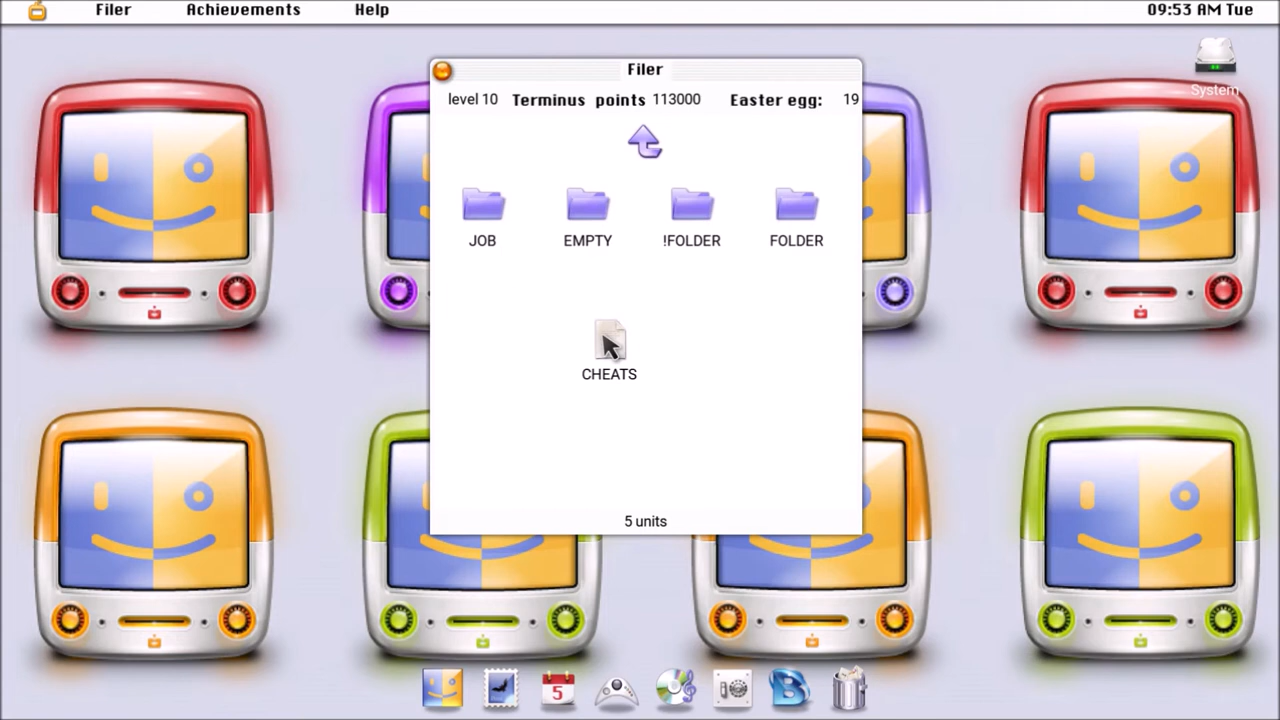 Filer Achievements Help 09:53 AM Tue
Filer
System
level 10 Terminus points 113000 Easter egg: 19
JOB EMPTY !FOLDER FOLDER
CHEATS
5 units
5